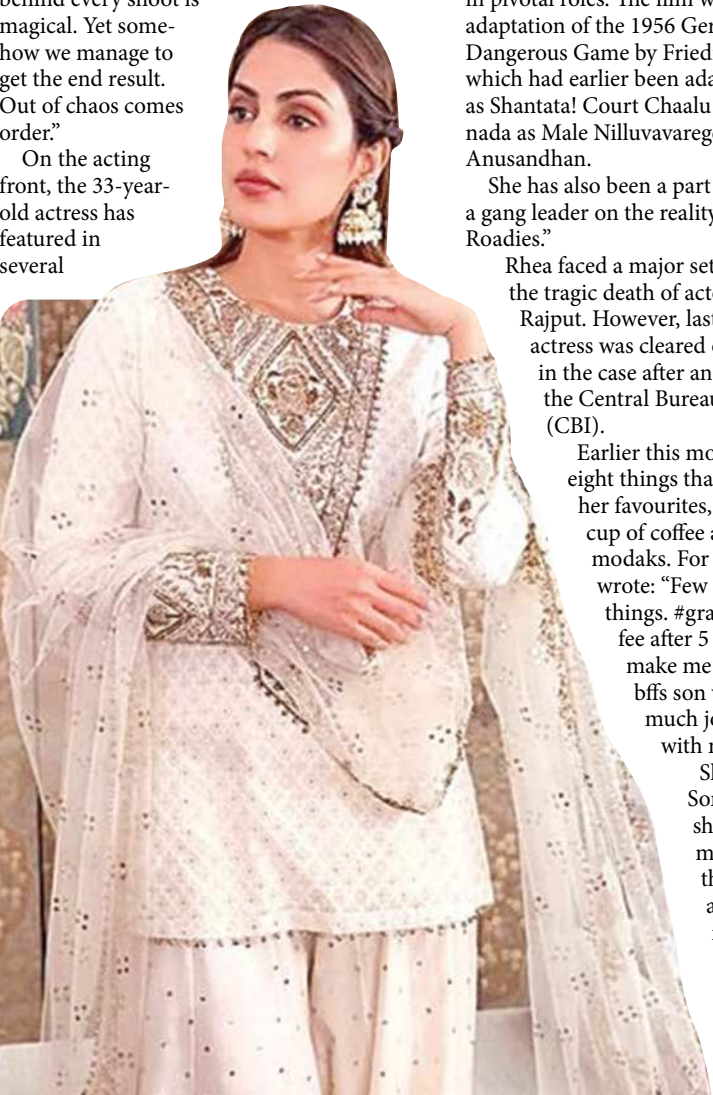 behind every shoot is
magical. Yet some-
how we manage to
get the end result.
Out of chaos comes
order.”
On the acting
front, the 33-year-
old actress has
featured in
several
in pivotal roles. The film w
adaptation of the 1956 Ger
Dangerous Game by Fried
which had earlier been ada
as Shantata! Court Chaalu
nada as Male Nilluvavareg
Anusandhan.
She has also been a part
a gang leader on the reality
Roadies.”
Rhea faced a major set
the tragic death of act
Rajput. However, last
actress was cleared
in the case after an
the Central Bureau
(CBI).
Earlier this mo
eight things tha
her favourites,
cup of coffee a
modaks. For
wrote: “Few
things. #gra
fee after 5
make me
bffs son
much jo
with
Sh
Son
sh
m
th
a